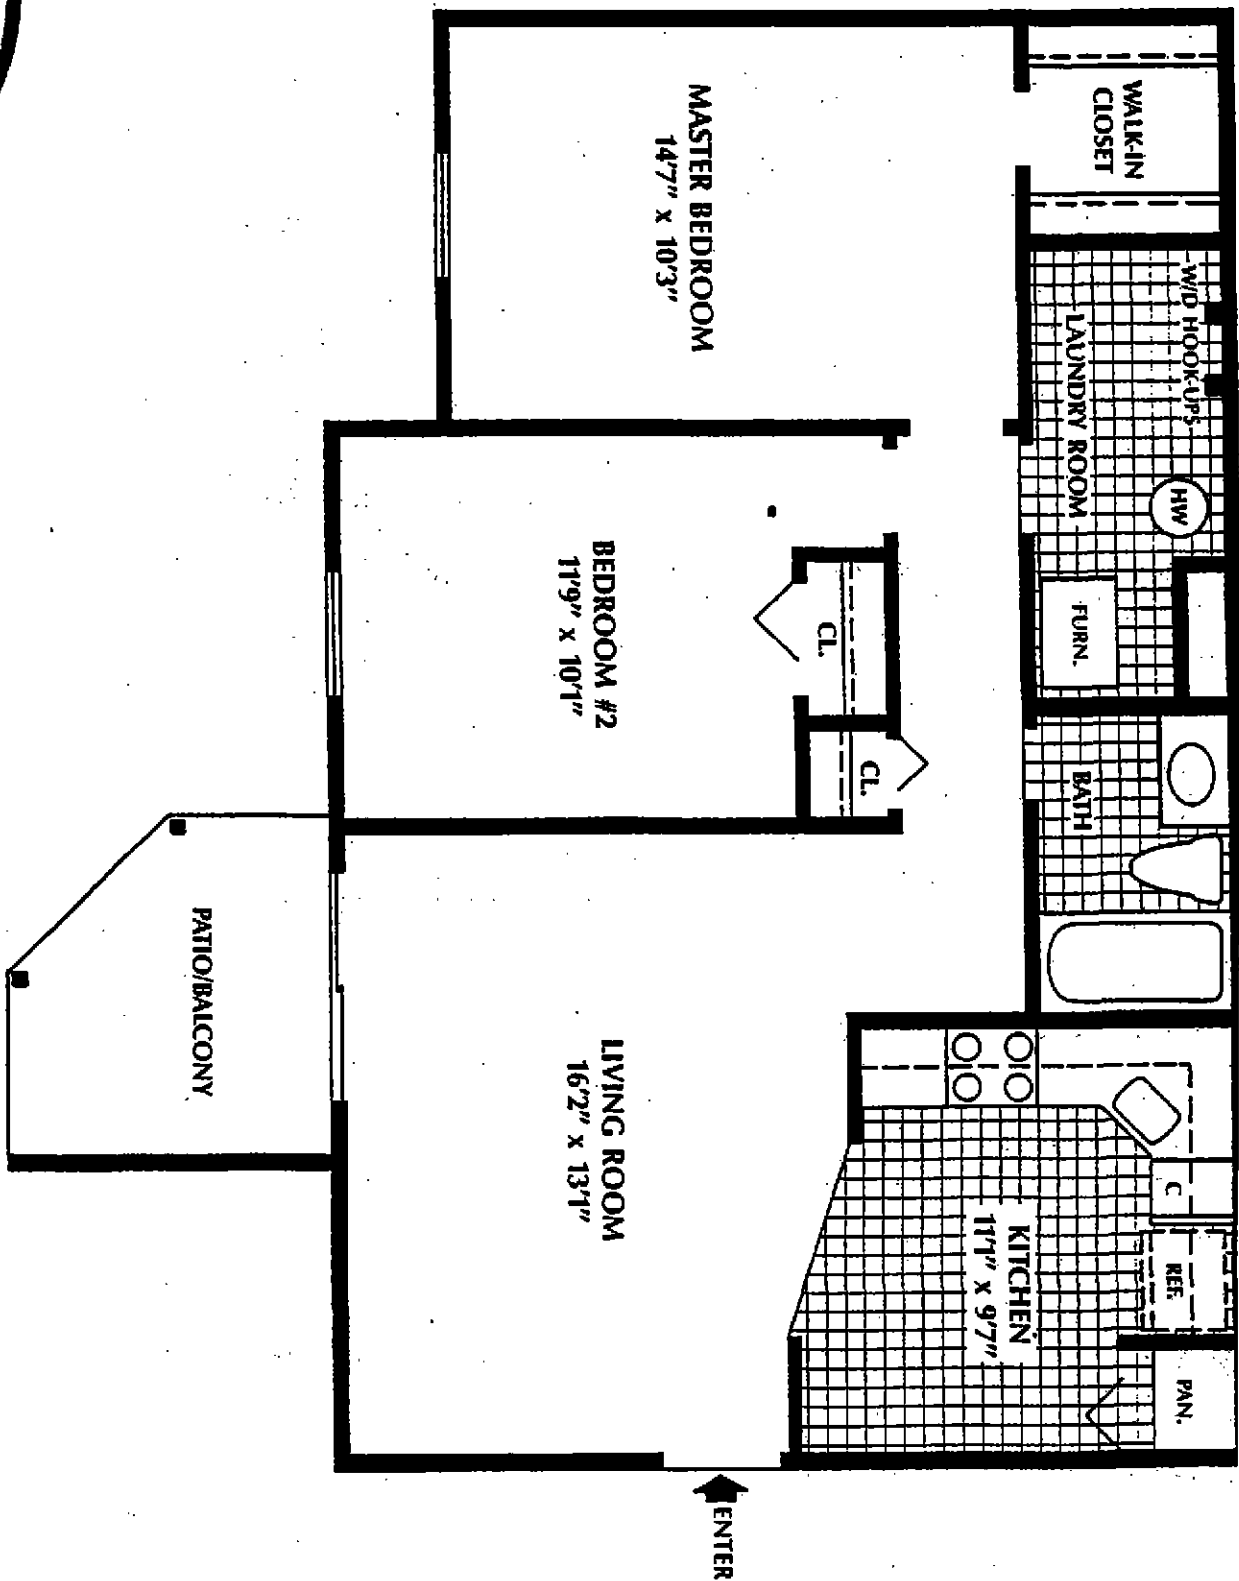 WALK-IN
CLOSET
MASTER BEDROOM
14'7" x 10'3"
W/D HOOK-UPS
LAUNDRY ROOM
HW
FURN.
BEDROOM #2
11'9" x 10'1"
CL.
CL.
BATH
PATIO/BALCONY
LIVING ROOM
16'2" x 13'1"
KITCHEN
11'1" x 9'7"
C
REF.
PAN.
ENTER